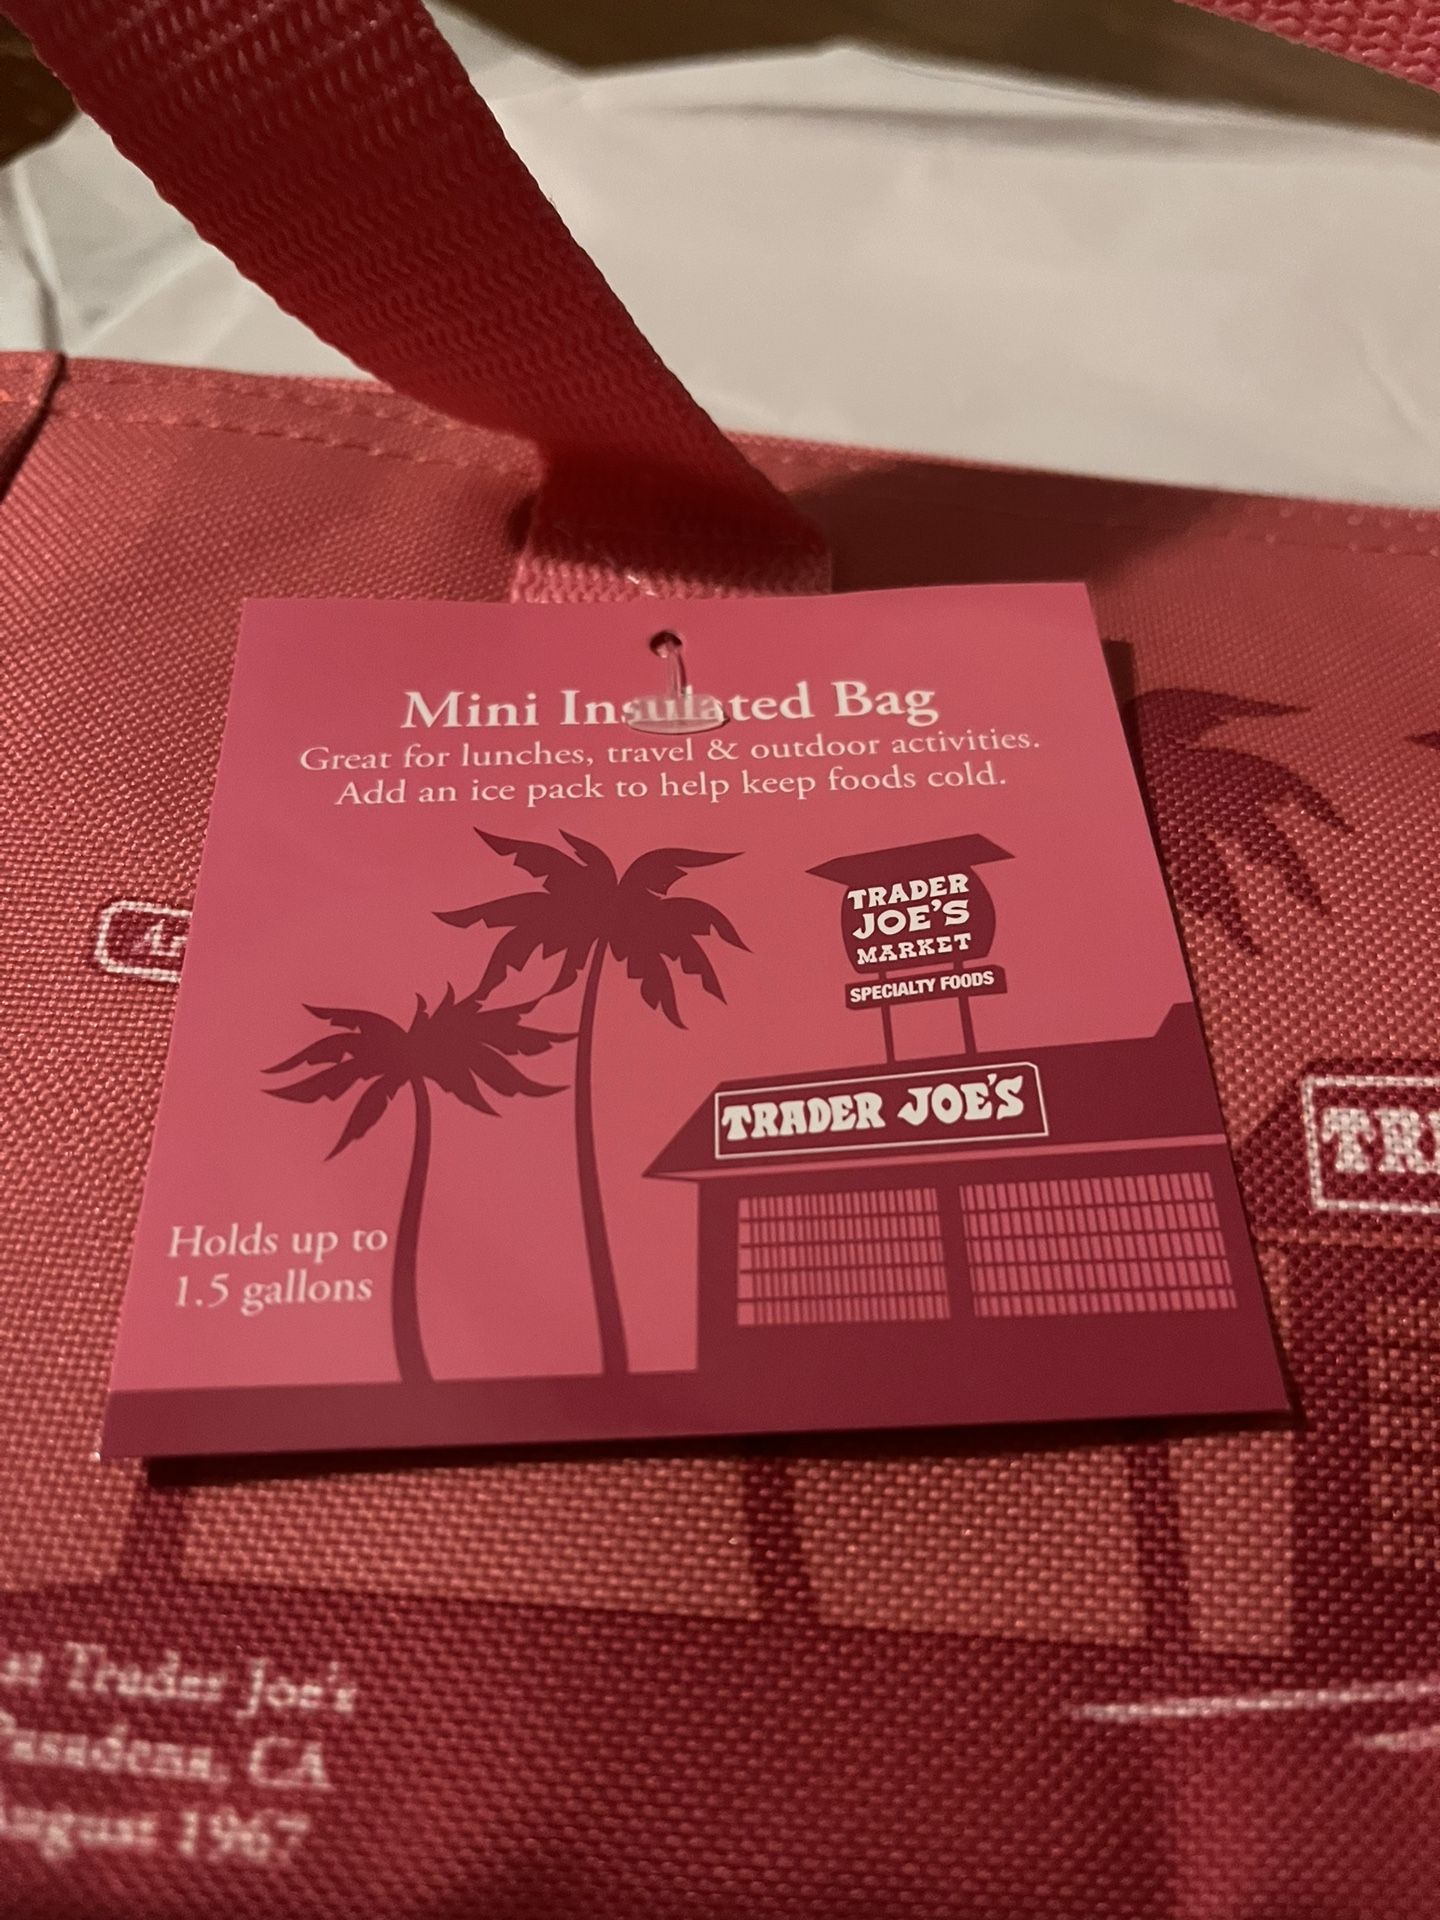 Mini Insulated Bag
Great for lunches, travel & outdoor activities.
Add an ice pack to help keep foods cold.
TRADER
JOE'S
MARKET
SPECIALTY FOODS
TRADER JOE'S
Holds up to
1.5 gallons
at Trader Joe's
Pasadena, CA
August 1967